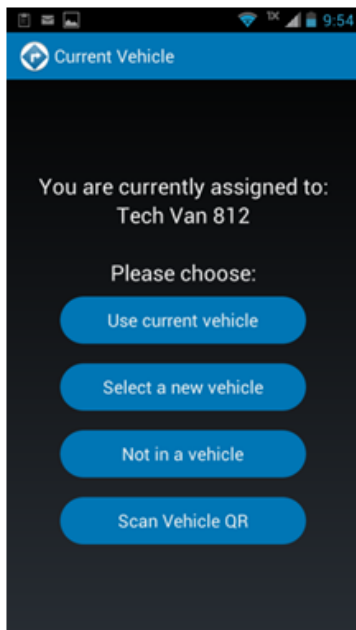 1X 9:54
Current Vehicle
You are currently assigned to:
Tech Van 812
Please choose:
Use current vehicle
Select a new vehicle
Not in a vehicle
Scan Vehicle QR